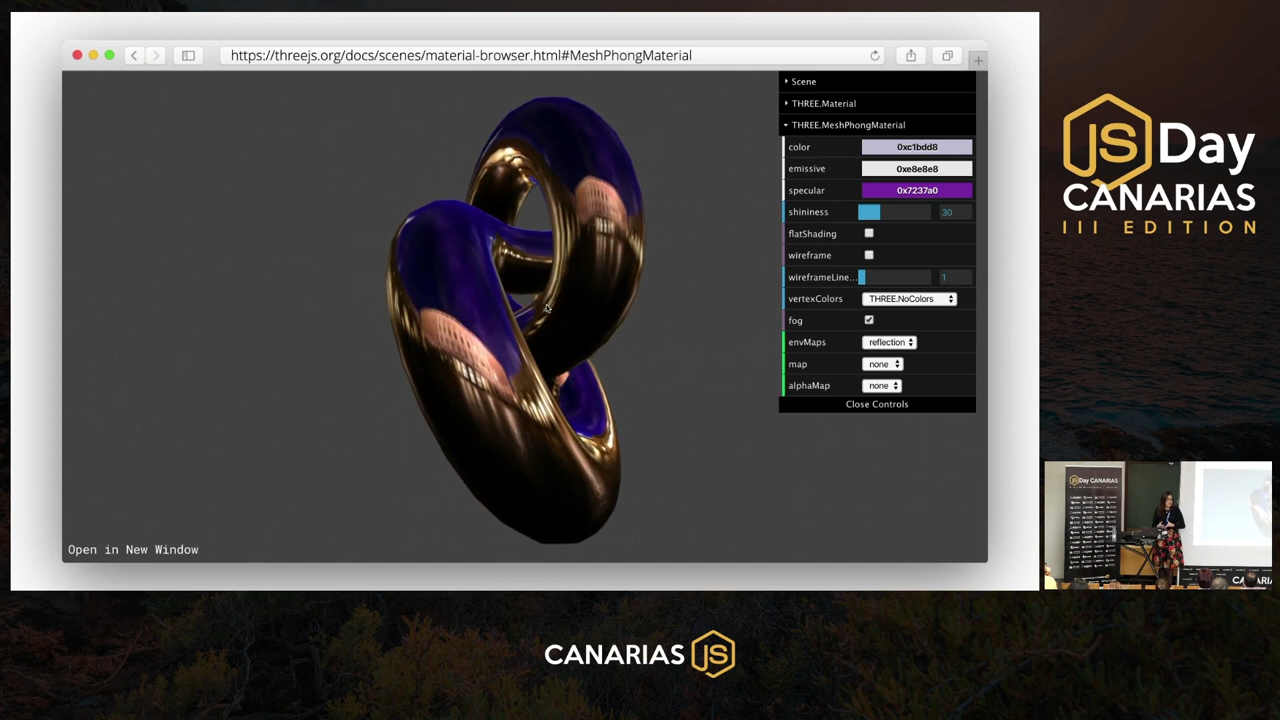 https://threejs.org/docs/scenes/material-browser.html#MeshPhongMaterial
Scene
THREE.Material
THREE.MeshPhongMaterial
color 0xc1bdd8
emissive 0xe8e8e8
specular 0x7237a0
shininess 30
flatShading
wireframe
wireframeLine... 1
vertexColors THREE.NoColors
fog
envMaps reflection
map none
alphaMap none
Close Controls
Open in New Window
JS Day
CANARIAS
III EDITION
JSDay CANARIAS
CANARIAS JS